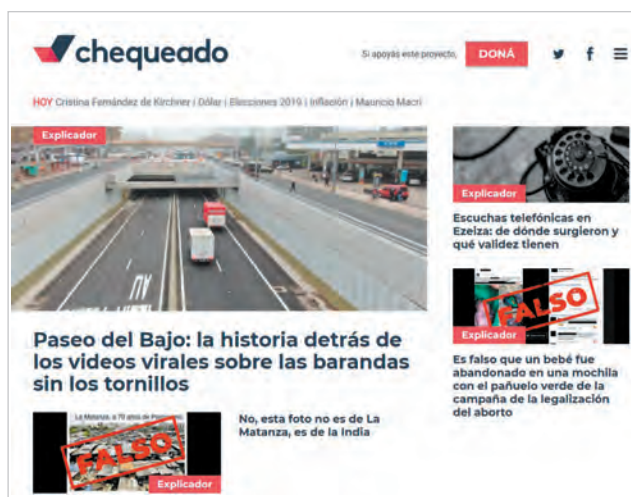 chequeado
Si apoyás este proyecto,
DONÁ
HOY Cristina Fernández de Kirchner | Dólar | Elecciones 2019 | Inflación | Mauricio Macri
Explicador
Paseo del Bajo: la historia detrás de
los videos virales sobre las barandas
sin los tornillos
La Matanza, a 70 años de
FALSO
Explicador
No, esta foto no es de La
Matanza, es de la India
Explicador
Escuchas telefónicas en
Ezeiza: de dónde surgieron y
qué validez tienen
FALSO
Explicador
Es falso que un bebé fue
abandonado en una mochila
con el pañuelo verde de la
campaña de la legalización
del aborto